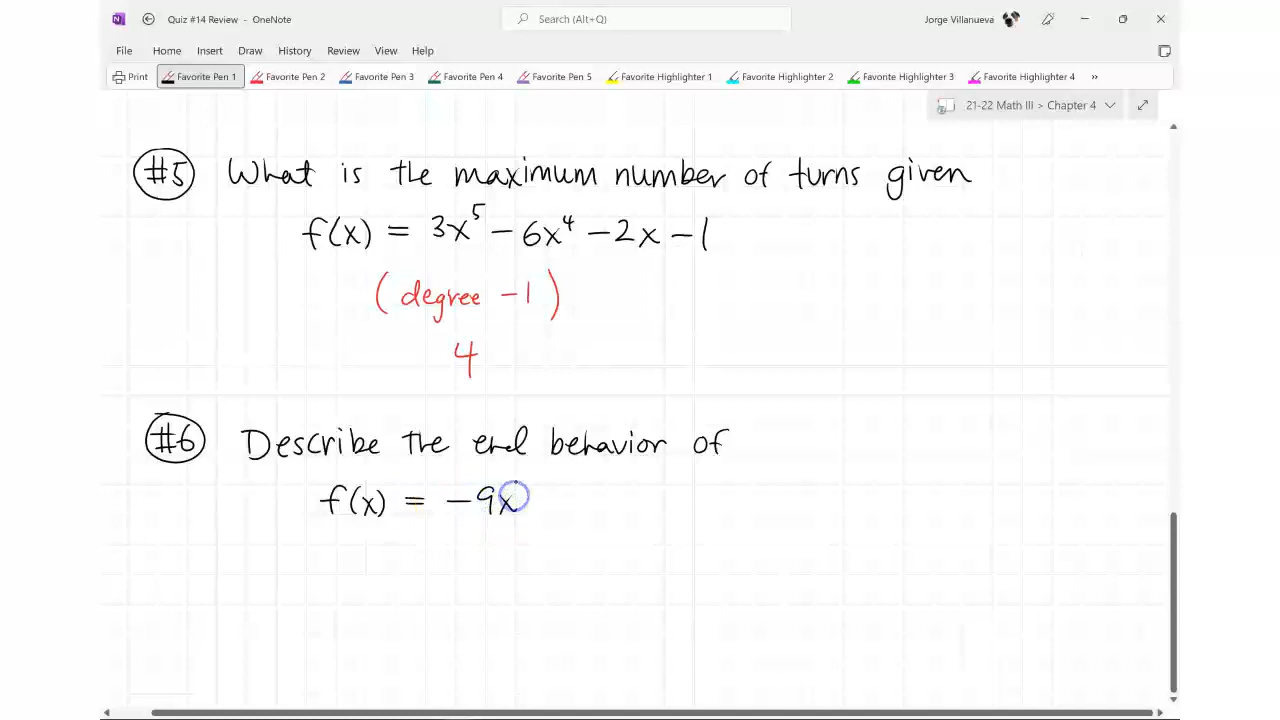 Quiz #14 Review - OneNote
Search (Alt+Q)
Jorge Villanueva
File Home Insert Draw History Review View Help
Print Favorite Pen 1 Favorite Pen 2 Favorite Pen 3 Favorite Pen 4 Favorite Pen 5 Favorite Highlighter 1 Favorite Highlighter 2 Favorite Highlighter 3 Favorite Highlighter 4 »
21-22 Math III > Chapter 4
#5 What is the maximum number of turns given
f(x) = 3x⁵ - 6x⁴ - 2x - 1
(degree - 1)
4
#6 Describe the end behavior of
f(x) = -9x